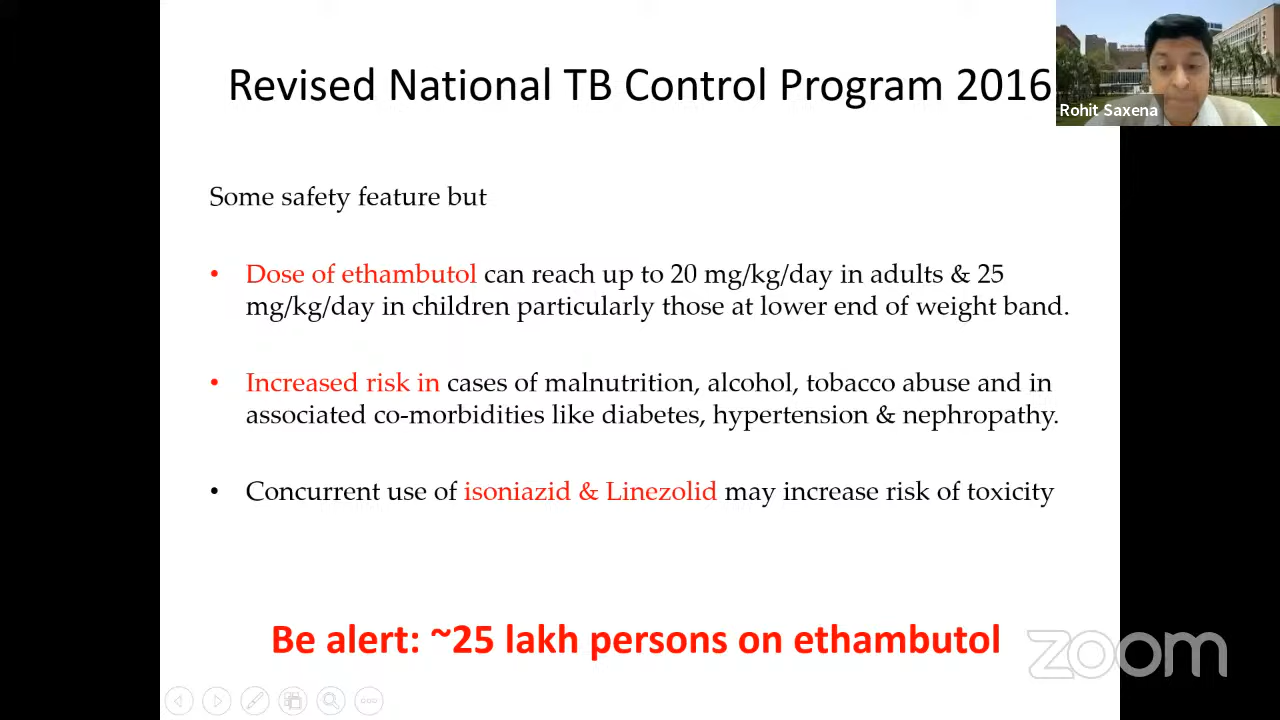 Revised National TB Control Program 2016
Rohit Saxena
Some safety feature but
• Dose of ethambutol can reach up to 20 mg/kg/day in adults & 25
mg/kg/day in children particularly those at lower end of weight band.
• Increased risk in cases of malnutrition, alcohol, tobacco abuse and in
associated co-morbidities like diabetes, hypertension & nephropathy.
• Concurrent use of isoniazid & Linezolid may increase risk of toxicity
Be alert: ~25 lakh persons on ethambutol
zoom